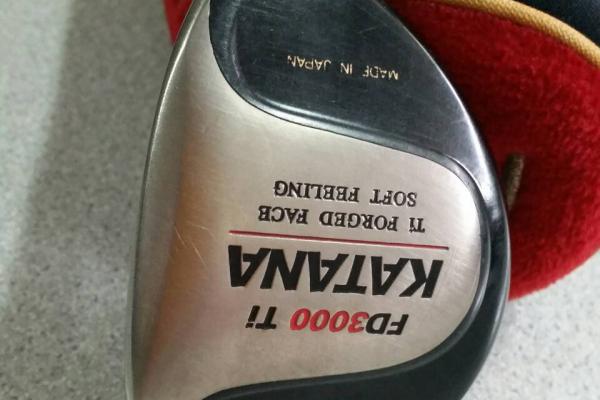 FD3000 Ti
KATANA
Ti FORGED FACE
SOFT FEELING
MADE IN JAPAN